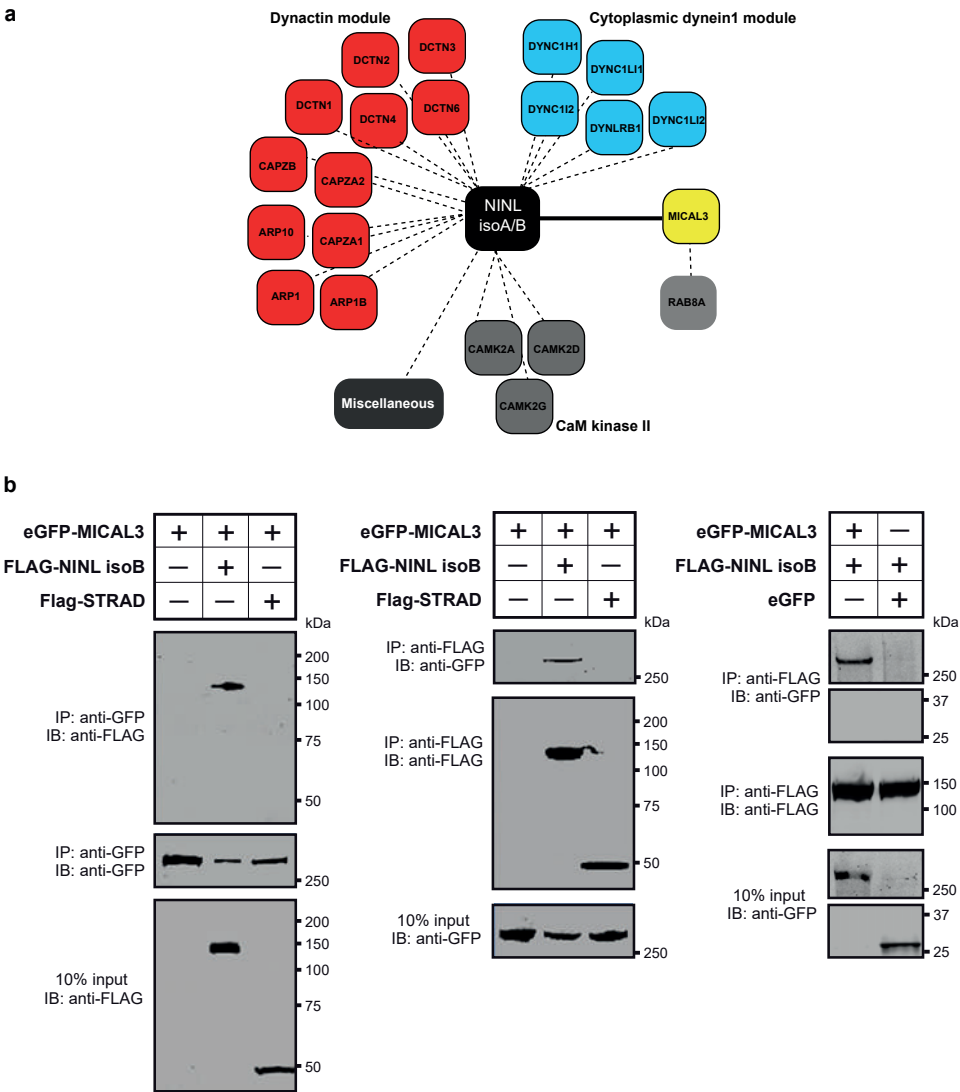 a
Dynactin module
Cytoplasmic dynein1 module
DCTN3
DCTN2
DYNC1H1
DYNC1LI1
DCTN1
DCTN4
DCTN6
DYNC1I2
DYNLRB1
DYNC1LI2
CAPZB
CAPZA2
NINL
isoA/B
MICAL3
ARP10
CAPZA1
ARP1
ARP1B
RAB8A
CAMK2A
CAMK2D
Miscellaneous
CAMK2G
CaM kinase II
b
eGFP-MICAL3 + + +
FLAG-NINL isoB — + —
Flag-STRAD — — +
kDa
IP: anti-GFP
IB: anti-FLAG
200
150
100
75
50
IP: anti-GFP
IB: anti-GFP
250
10% input
IB: anti-FLAG
200
150
100
75
50
eGFP-MICAL3 + + +
FLAG-NINL isoB — + —
Flag-STRAD — — +
kDa
IP: anti-FLAG
IB: anti-GFP
250
IP: anti-FLAG
IB: anti-FLAG
200
150
100
75
50
10% input
IB: anti-GFP
250
eGFP-MICAL3 + —
FLAG-NINL isoB + +
eGFP — +
kDa
IP: anti-FLAG
IB: anti-GFP
250
37
25
IP: anti-FLAG
IB: anti-FLAG
150
100
10% input
IB: anti-GFP
250
37
25